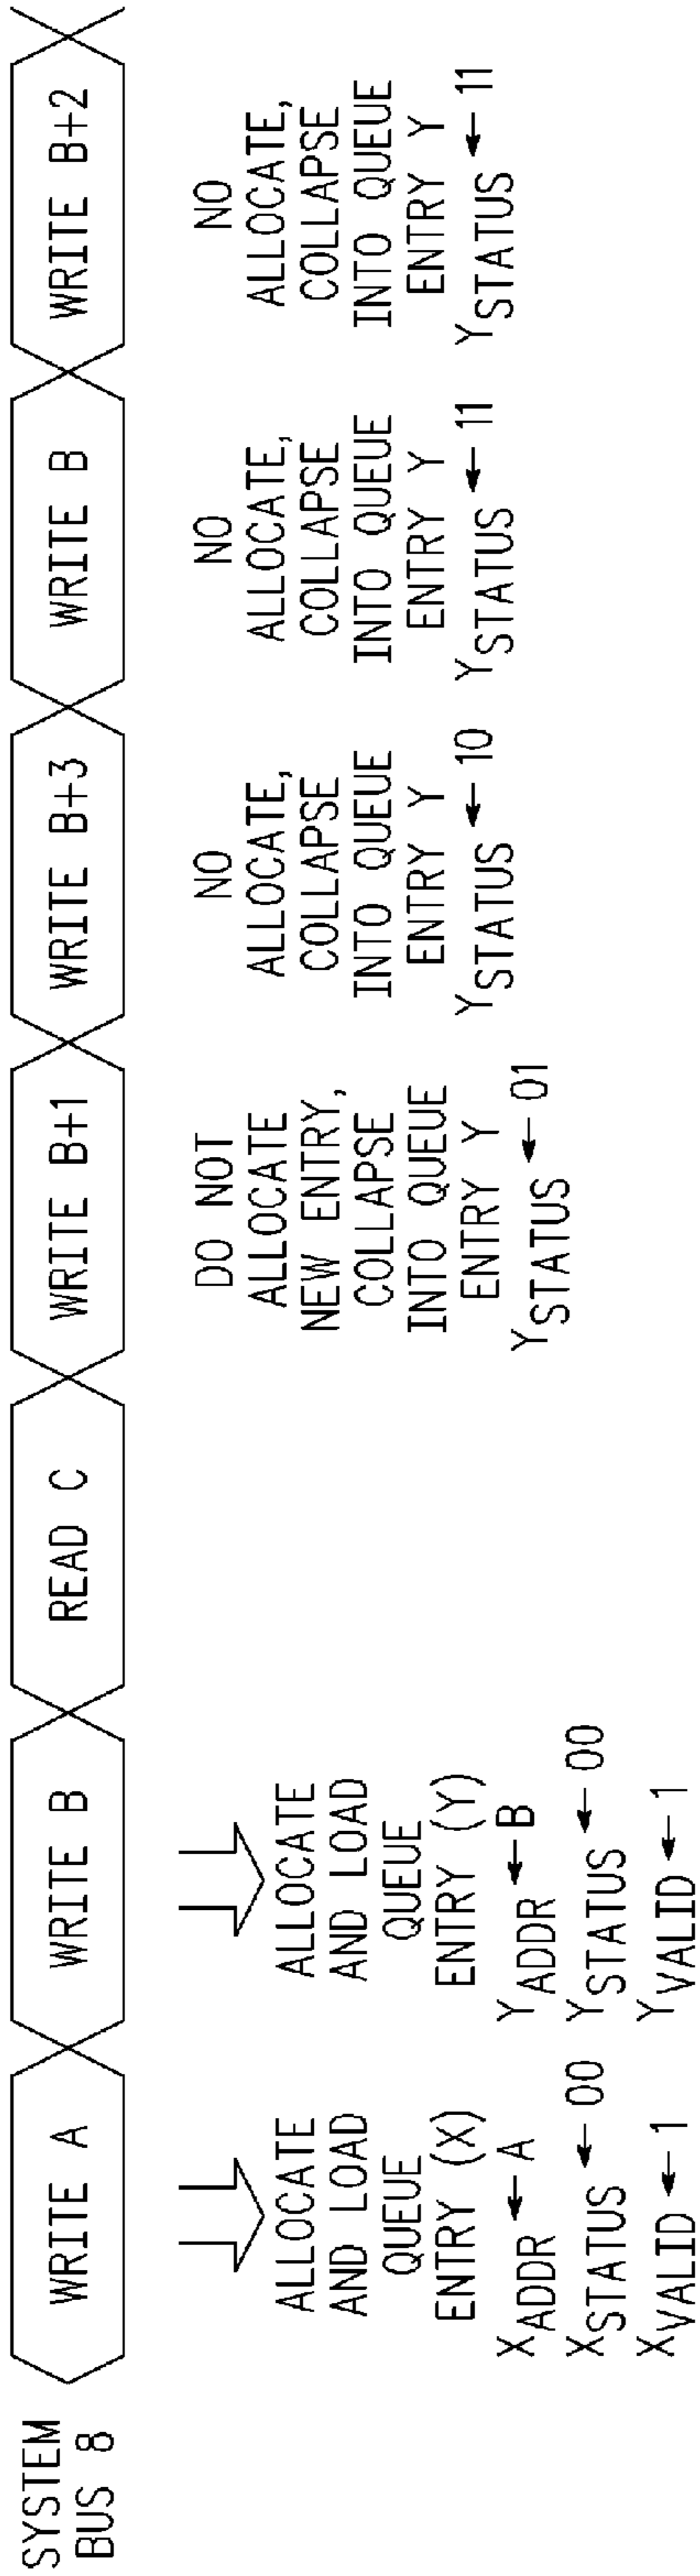 SYSTEM
BUS 8
WRITE A
WRITE B
READ C
WRITE B+1
WRITE B+3
WRITE B
WRITE B+2
ALLOCATE
AND LOAD
QUEUE
ENTRY (X)
XADDR ← A
XSTATUS ← 00
XVALID ← 1
ALLOCATE
AND LOAD
QUEUE
ENTRY (Y)
YADDR ← B
YSTATUS ← 00
YVALID ← 1
DO NOT
ALLOCATE
NEW ENTRY,
COLLAPSE
INTO QUEUE
ENTRY Y
YSTATUS ← 01
NO
ALLOCATE,
COLLAPSE
INTO QUEUE
ENTRY Y
YSTATUS ← 10
NO
ALLOCATE,
COLLAPSE
INTO QUEUE
ENTRY Y
YSTATUS ← 11
NO
ALLOCATE,
COLLAPSE
INTO QUEUE
ENTRY Y
YSTATUS ← 11